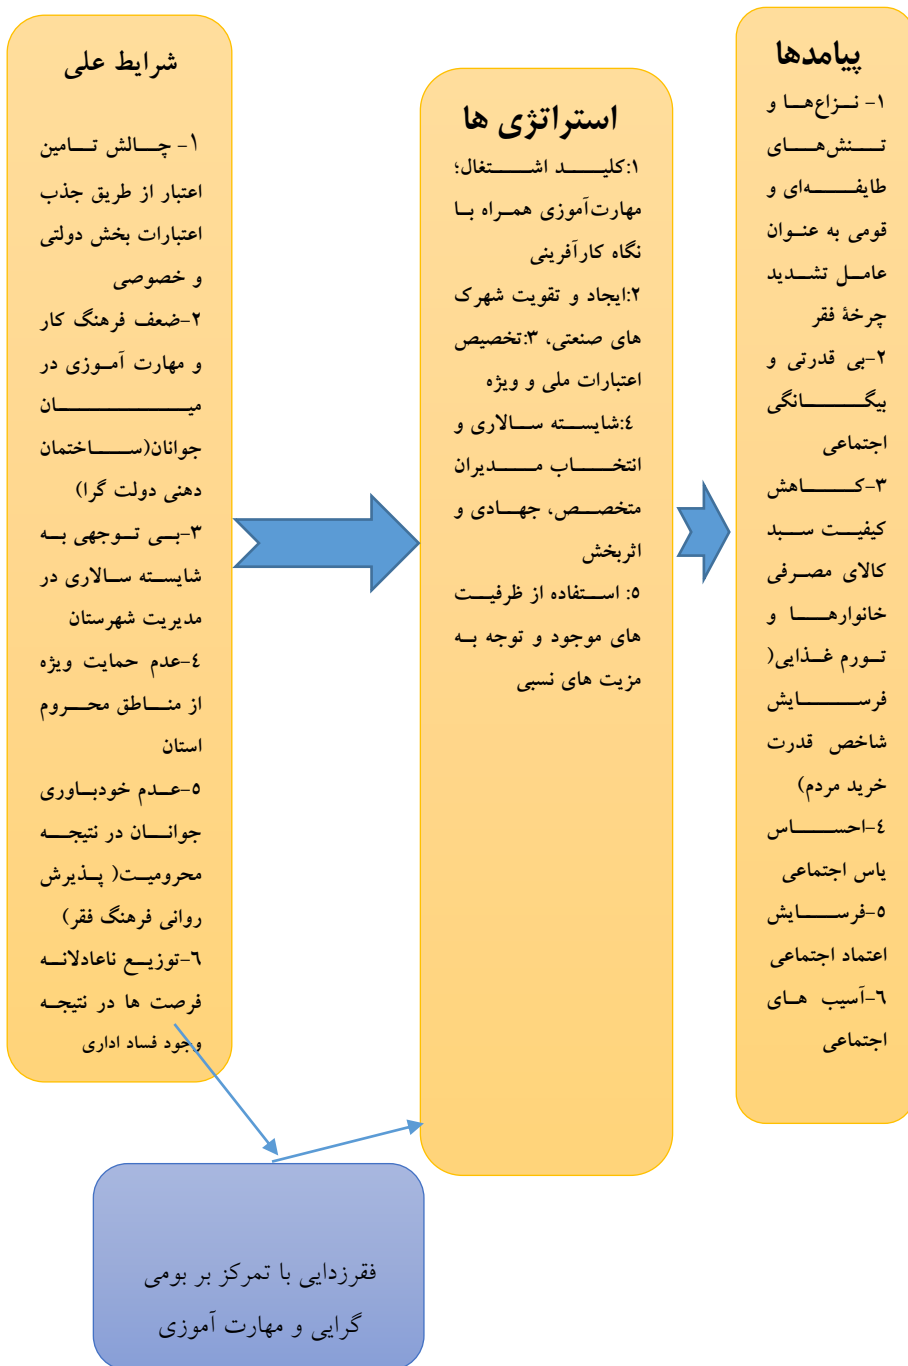 شرایط علی
۱- چالش تامین
اعتبار از طریق جذب
اعتبارات بخش دولتی
و خصوصی
۲-ضعف فرهنگ کار
و مهارت آموزی در
میان
جوانان(ساختمان
دهنی دولت گرا)
۳-بی توجهی به
شایسته سالاری در
مدیریت شهرستان
٤-عدم حمایت ویژه
از مناطق محروم
استان
٥-عدم خودباوری
جوانان در نتیجه
محرومیت( پذیرش
روانی فرهنگ فقر)
٦-توزیع ناعادلانه
فرصت ها در نتیجه
وجود فساد اداری
استراتژی ها
۱:کلید اشتغال؛
مهارت‌آموزی همراه با
نگاه کارآفرینی
۲:ایجاد و تقویت شهرک
های صنعتی، ۳:تخصیص
اعتبارات ملی و ویژه
٤:شایسته سالاری و
انتخاب مدیران
متخصص، جهادی و
اثربخش
٥: استفاده از ظرفیت
های موجود و توجه به
مزیت های نسبی
پیامدها
۱- نزاع‌ها و
تنش‌های
طایفه‌ای و
قومی به عنوان
عامل تشدید
چرخۀ فقر
۲-بی قدرتی و
بیگانگی
اجتماعی
۳-کاهش
کیفیت سبد
کالای مصرفی
خانوارها و
تورم غذایی(
فرسایش
شاخص قدرت
خرید مردم)
٤-احساس
یاس اجتماعی
٥-فرسایش
اعتماد اجتماعی
٦-آسیب های
اجتماعی
فقرزدایی با تمرکز بر بومی
گرایی و مهارت آموزی